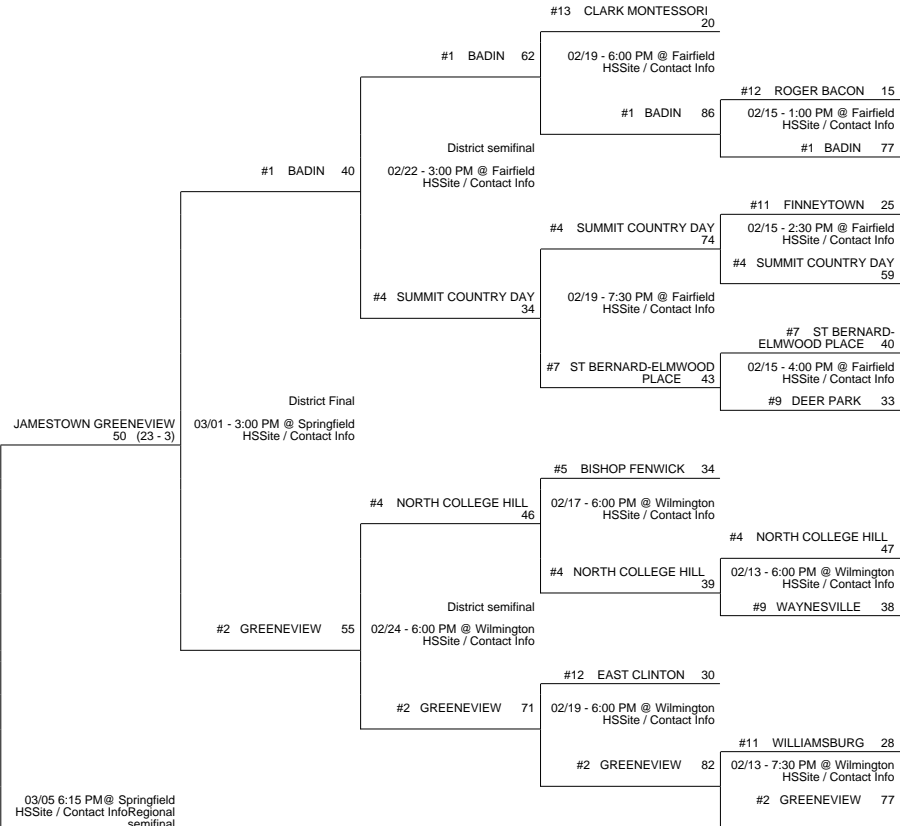 #13 CLARK MONTESSORI
20
#1 BADIN 62
02/19 - 6:00 PM @ Fairfield
HSSite / Contact Info
#12 ROGER BACON 15
#1 BADIN 86
02/15 - 1:00 PM @ Fairfield
HSSite / Contact Info
District semifinal
#1 BADIN 77
#1 BADIN 40
02/22 - 3:00 PM @ Fairfield
HSSite / Contact Info
#11 FINNEYTOWN 25
#4 SUMMIT COUNTRY DAY
74
02/15 - 2:30 PM @ Fairfield
HSSite / Contact Info
#4 SUMMIT COUNTRY DAY
59
#4 SUMMIT COUNTRY DAY
34
02/19 - 7:30 PM @ Fairfield
HSSite / Contact Info
#7 ST BERNARD-
ELMWOOD PLACE 40
#7 ST BERNARD-ELMWOOD
PLACE 43
02/15 - 4:00 PM @ Fairfield
HSSite / Contact Info
#9 DEER PARK 33
District Final
JAMESTOWN GREENEVIEW
50 (23 - 3)
03/01 - 3:00 PM @ Springfield
HSSite / Contact Info
#5 BISHOP FENWICK 34
#4 NORTH COLLEGE HILL
46
02/17 - 6:00 PM @ Wilmington
HSSite / Contact Info
#4 NORTH COLLEGE HILL
47
#4 NORTH COLLEGE HILL
39
02/13 - 6:00 PM @ Wilmington
HSSite / Contact Info
#9 WAYNESVILLE 38
District semifinal
#2 GREENEVIEW 55
02/24 - 6:00 PM @ Wilmington
HSSite / Contact Info
#12 EAST CLINTON 30
#2 GREENEVIEW 71
02/19 - 6:00 PM @ Wilmington
HSSite / Contact Info
#11 WILLIAMSBURG 28
#2 GREENEVIEW 82
02/13 - 7:30 PM @ Wilmington
HSSite / Contact Info
#2 GREENEVIEW 77
03/05 6:15 PM@ Springfield
HSSite / Contact InfoRegional
semifinal